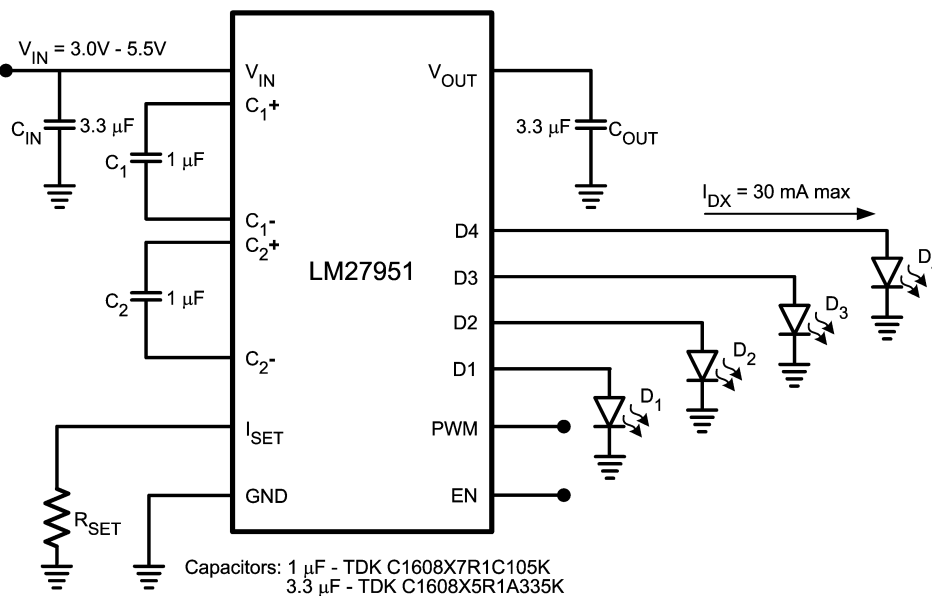 V_IN = 3.0V - 5.5V
V_IN
V_OUT
C_1+
C_IN
3.3 µF
C_1
1 µF
3.3 µF
C_OUT
I_DX = 30 mA max
C_1-
C_2+
D4
LM27951
D3
D
C_2
1 µF
D2
D_3
C_2-
D1
D_2
D_1
I_SET
PWM
GND
EN
R_SET
Capacitors: 1 µF - TDK C1608X7R1C105K
3.3 µF - TDK C1608X5R1A335K